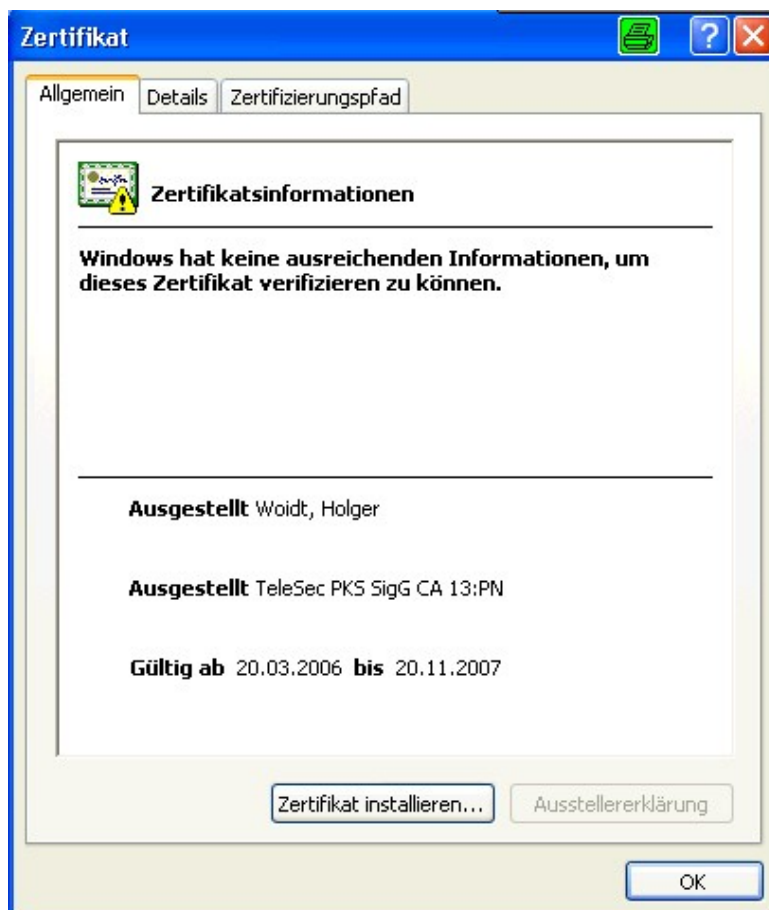 Zertifikat
Allgemein Details Zertifizierungspfad
Zertifikatsinformationen
Windows hat keine ausreichenden Informationen, um
dieses Zertifikat verifizieren zu können.
Ausgestellt Woidt, Holger
Ausgestellt TeleSec PKS SigG CA 13:PN
Gültig ab 20.03.2006 bis 20.11.2007
Zertifikat installieren... Ausstellererklärung
OK